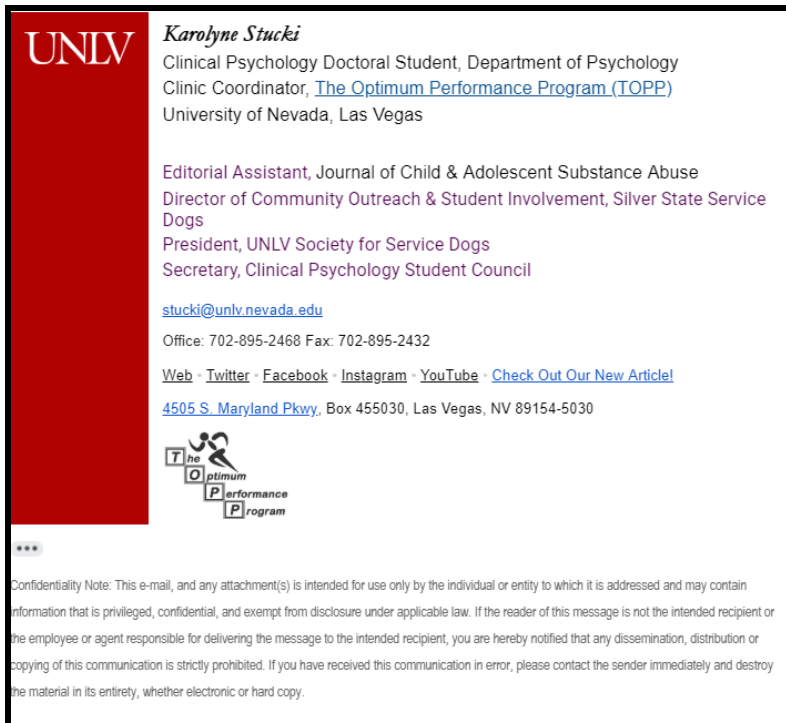 UNLV
Karolyne Stucki
Clinical Psychology Doctoral Student, Department of Psychology
Clinic Coordinator, The Optimum Performance Program (TOPP)
University of Nevada, Las Vegas
Editorial Assistant, Journal of Child & Adolescent Substance Abuse
Director of Community Outreach & Student Involvement, Silver State Service
Dogs
President, UNLV Society for Service Dogs
Secretary, Clinical Psychology Student Council
stucki@unlv.nevada.edu
Office: 702-895-2468 Fax: 702-895-2432
Web - Twitter - Facebook - Instagram - YouTube - Check Out Our New Article!
4505 S. Maryland Pkwy, Box 455030, Las Vegas, NV 89154-5030
The
Optimum
Performance
Program
Confidentiality Note: This e-mail, and any attachment(s) is intended for use only by the individual or entity to which it is addressed and may contain
information that is privileged, confidential, and exempt from disclosure under applicable law. If the reader of this message is not the intended recipient or
the employee or agent responsible for delivering the message to the intended recipient, you are hereby notified that any dissemination, distribution or
copying of this communication is strictly prohibited. If you have received this communication in error, please contact the sender immediately and destroy
the material in its entirety, whether electronic or hard copy.